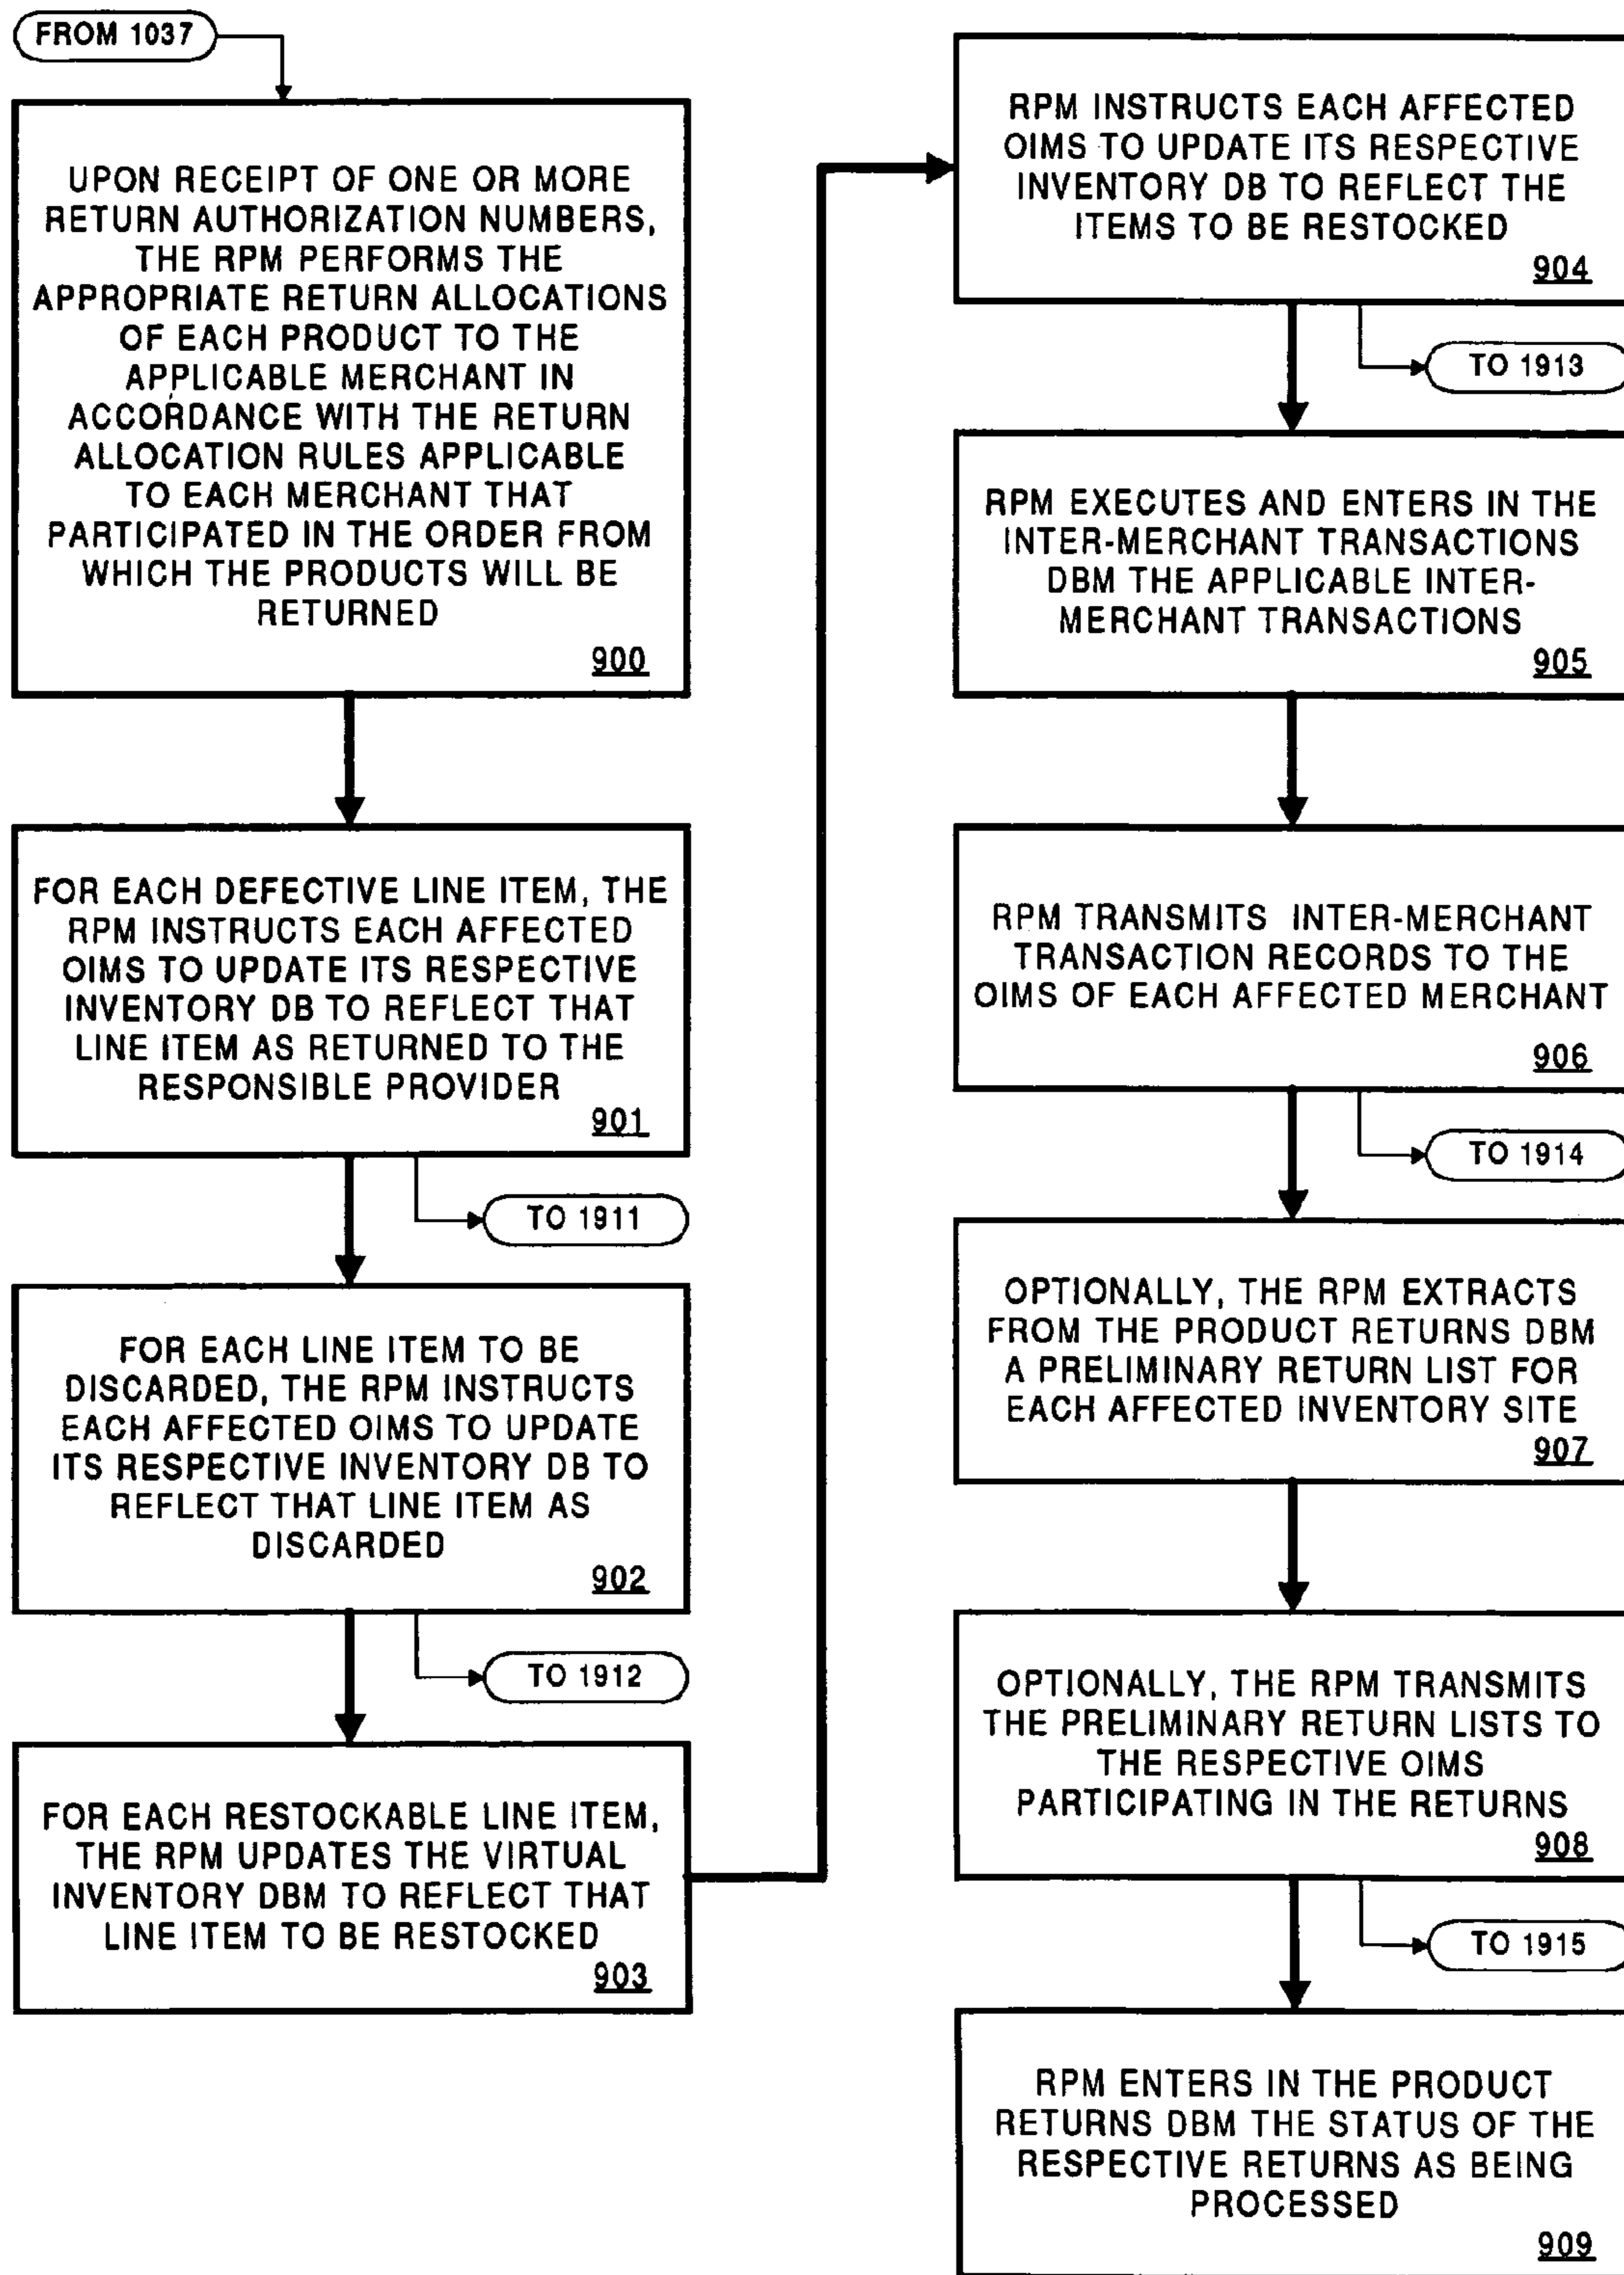 FROM 1037
UPON RECEIPT OF ONE OR MORE
RETURN AUTHORIZATION NUMBERS,
THE RPM PERFORMS THE
APPROPRIATE RETURN ALLOCATIONS
OF EACH PRODUCT TO THE
APPLICABLE MERCHANT IN
ACCORDANCE WITH THE RETURN
ALLOCATION RULES APPLICABLE
TO EACH MERCHANT THAT
PARTICIPATED IN THE ORDER FROM
WHICH THE PRODUCTS WILL BE
RETURNED
900
FOR EACH DEFECTIVE LINE ITEM, THE
RPM INSTRUCTS EACH AFFECTED
OIMS TO UPDATE ITS RESPECTIVE
INVENTORY DB TO REFLECT THAT
LINE ITEM AS RETURNED TO THE
RESPONSIBLE PROVIDER
901
TO 1911
FOR EACH LINE ITEM TO BE
DISCARDED, THE RPM INSTRUCTS
EACH AFFECTED OIMS TO UPDATE
ITS RESPECTIVE INVENTORY DB TO
REFLECT THAT LINE ITEM AS
DISCARDED
902
TO 1912
FOR EACH RESTOCKABLE LINE ITEM,
THE RPM UPDATES THE VIRTUAL
INVENTORY DBM TO REFLECT THAT
LINE ITEM TO BE RESTOCKED
903
RPM INSTRUCTS EACH AFFECTED
OIMS TO UPDATE ITS RESPECTIVE
INVENTORY DB TO REFLECT THE
ITEMS TO BE RESTOCKED
904
TO 1913
RPM EXECUTES AND ENTERS IN THE
INTER-MERCHANT TRANSACTIONS
DBM THE APPLICABLE INTER-
MERCHANT TRANSACTIONS
905
RPM TRANSMITS INTER-MERCHANT
TRANSACTION RECORDS TO THE
OIMS OF EACH AFFECTED MERCHANT
906
TO 1914
OPTIONALLY, THE RPM EXTRACTS
FROM THE PRODUCT RETURNS DBM
A PRELIMINARY RETURN LIST FOR
EACH AFFECTED INVENTORY SITE
907
OPTIONALLY, THE RPM TRANSMITS
THE PRELIMINARY RETURN LISTS TO
THE RESPECTIVE OIMS
PARTICIPATING IN THE RETURNS
908
TO 1915
RPM ENTERS IN THE PRODUCT
RETURNS DBM THE STATUS OF THE
RESPECTIVE RETURNS AS BEING
PROCESSED
909